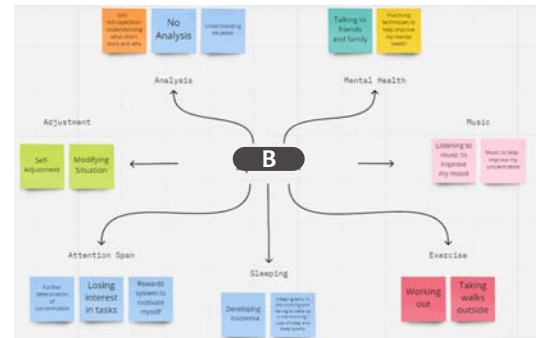 Self-
introspection
understanding
what didn't
work and why
No
Analysis
Understanding
situation
Talking to
friends
and family
Practicing
techniques to
help improve
my mental
health
Analysis
Mental Health
Adjustment
Music
Self-
Adjustment
Modifying
Situation
B
Listening to
music to
improve
my mood
Music to help
improve my
concentration
Attention Span
Sleeping
Exercise
Further
deterioration
of
concentration
Losing
interest
in tasks
Rewards
system to
motivate
myself
Developing
insomnia
Working
out
Taking
walks
outside